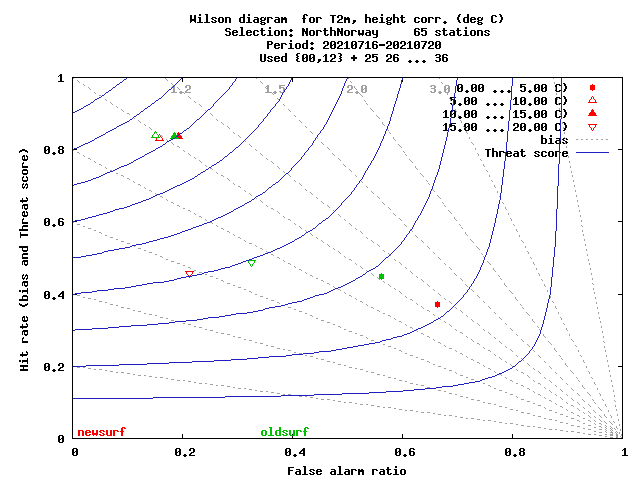 Wilson diagram for T2m, height corr. (deg C)
Selection: NorthNorway 65 stations
Period: 20210716-20210720
Used {00,12} + 25 26 ... 36
1.2
1.5
2.0
3.0
0.00 ... 5.00 C)
5.00 ... 10.00 C)
10.00 ... 15.00 C)
15.00 ... 20.00 C)
bias
Threat score
1
0.8
0.6
0.4
0.2
0
Hit rate (bias and Threat score)
newsurf
oldsurf
0
0.2
0.4
0.6
0.8
1
False alarm ratio